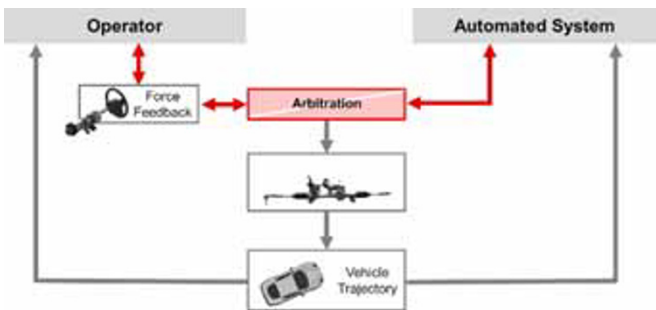 Operator
Automated System
Force
Feedback
Arbitration
Vehicle
Trajectory